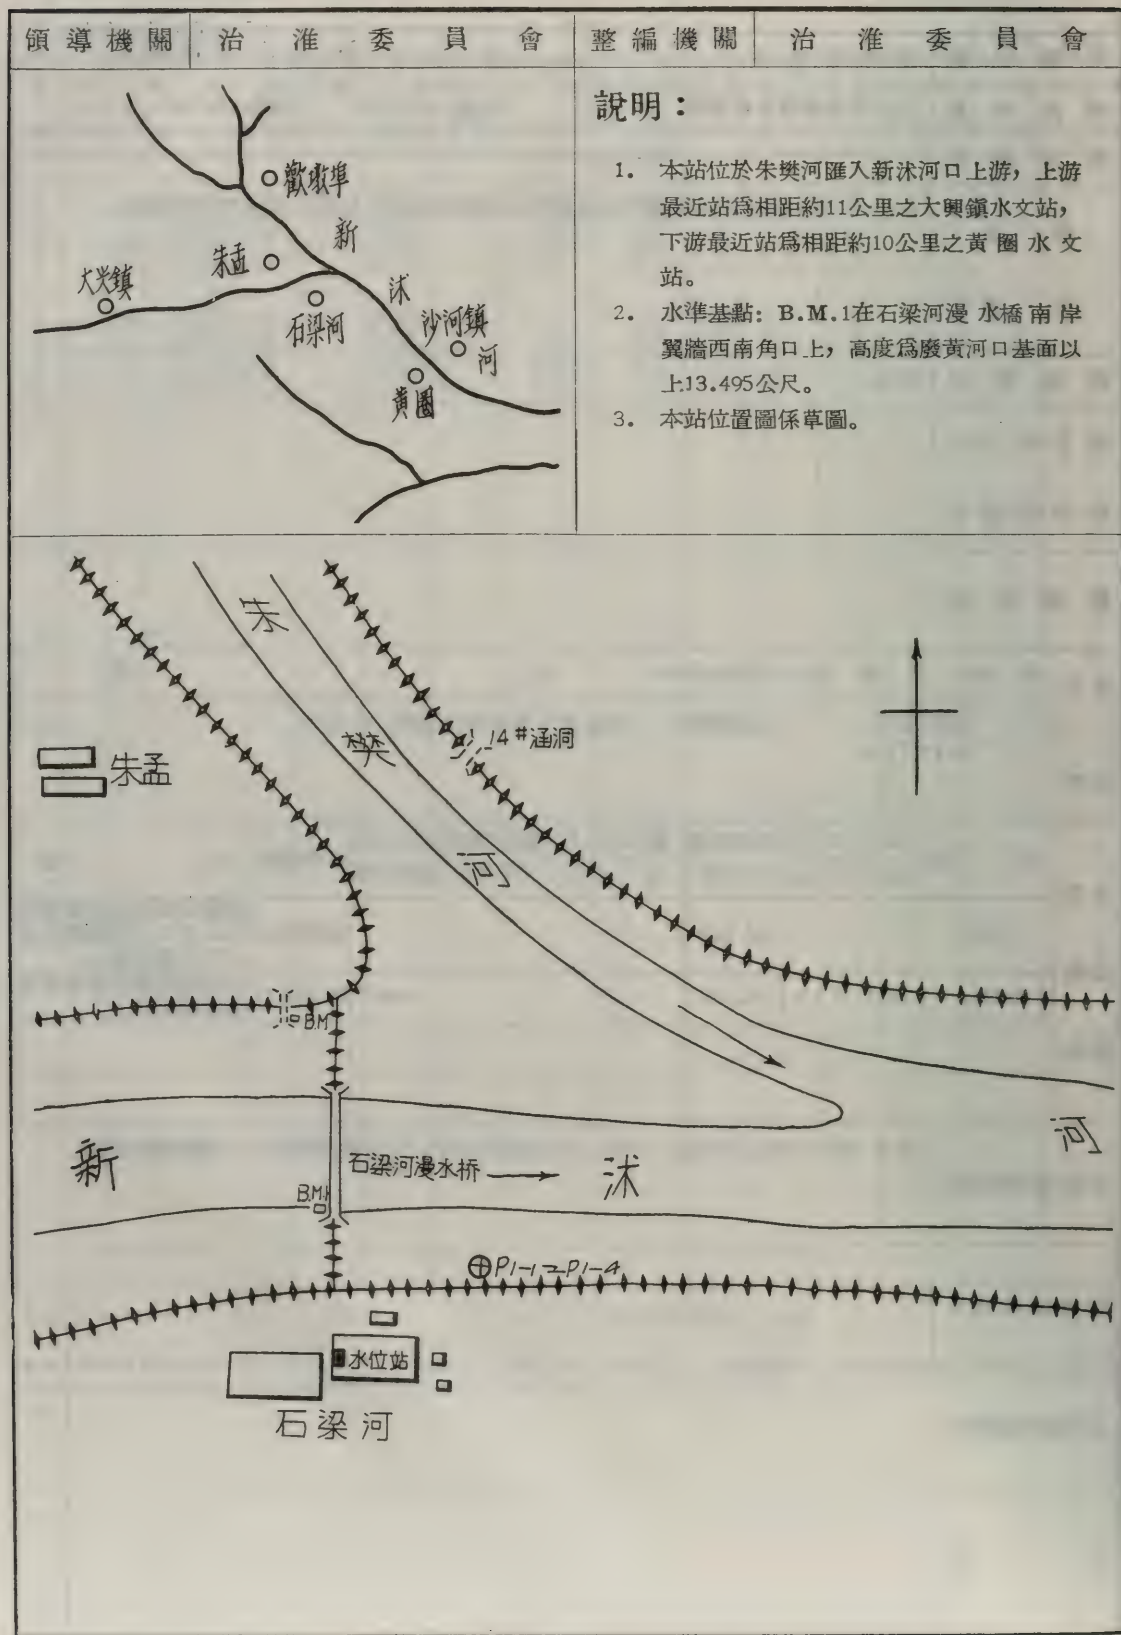 領導機關 治淮委員會 整編機關 治淮委員會
歡墩埠
新
朱孟
大兴鎮
沭
石梁河
沙河鎮
河
黄圈
說明：
1. 本站位於朱樊河匯入新沭河口上游，上游
最近站爲相距約11公里之大興鎮水文站，
下游最近站爲相距約10公里之黃圈水文
站。
2. 水準基點：B.M.1在石梁河漫水橋南岸
翼牆西南角口上，高度爲廢黃河口基面以
上13.495公尺。
3. 本站位置圖係草圖。
朱
樊
河
14#涵洞
朱孟
B.M
新
石梁河漫水桥
沭
河
B.M.1
P1-1~P1-4
水位站
石梁河